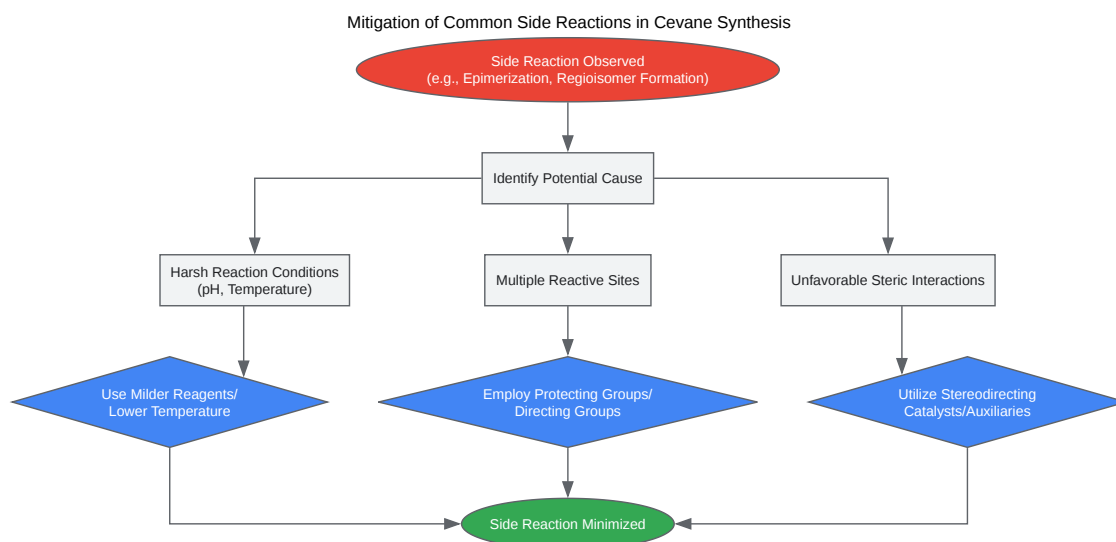 Mitigation of Common Side Reactions in Cevane Synthesis
Side Reaction Observed
(e.g., Epimerization, Regioisomer Formation)
Identify Potential Cause
Harsh Reaction Conditions
(pH, Temperature)
Multiple Reactive Sites
Unfavorable Steric Interactions
Use Milder Reagents/
Lower Temperature
Employ Protecting Groups/
Directing Groups
Utilize Stereodirecting
Catalysts/Auxiliaries
Side Reaction Minimized